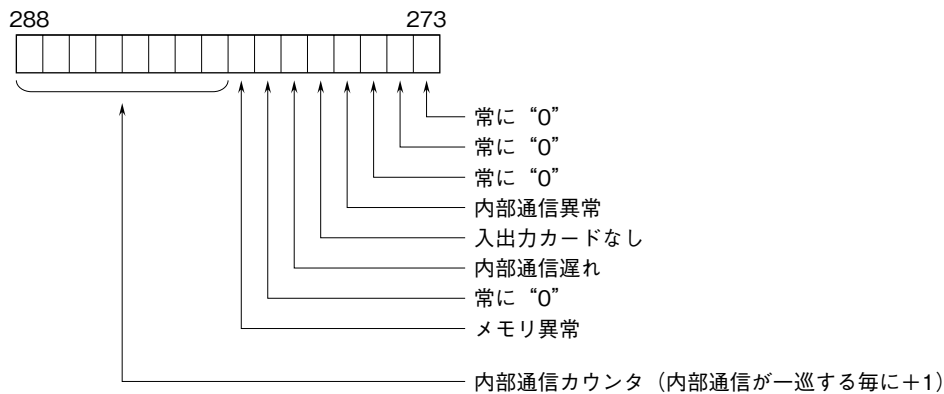 288 273
常に“0”
常に“0”
常に“0”
内部通信異常
入出力カードなし
内部通信遅れ
常に“0”
メモリ異常
内部通信カウンタ（内部通信が一巡する毎に＋1）